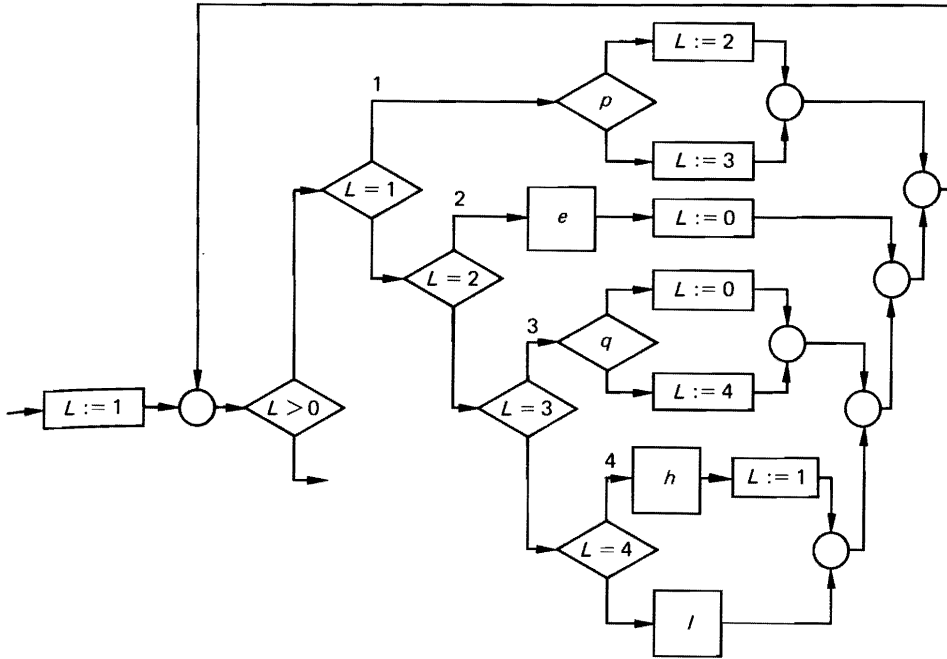 L := 2
1
p
L := 3
L = 1
2
e
L := 0
L = 2
L := 0
3
q
L := 1
L > 0
L = 3
L := 4
4
h
L := 1
L = 4
I